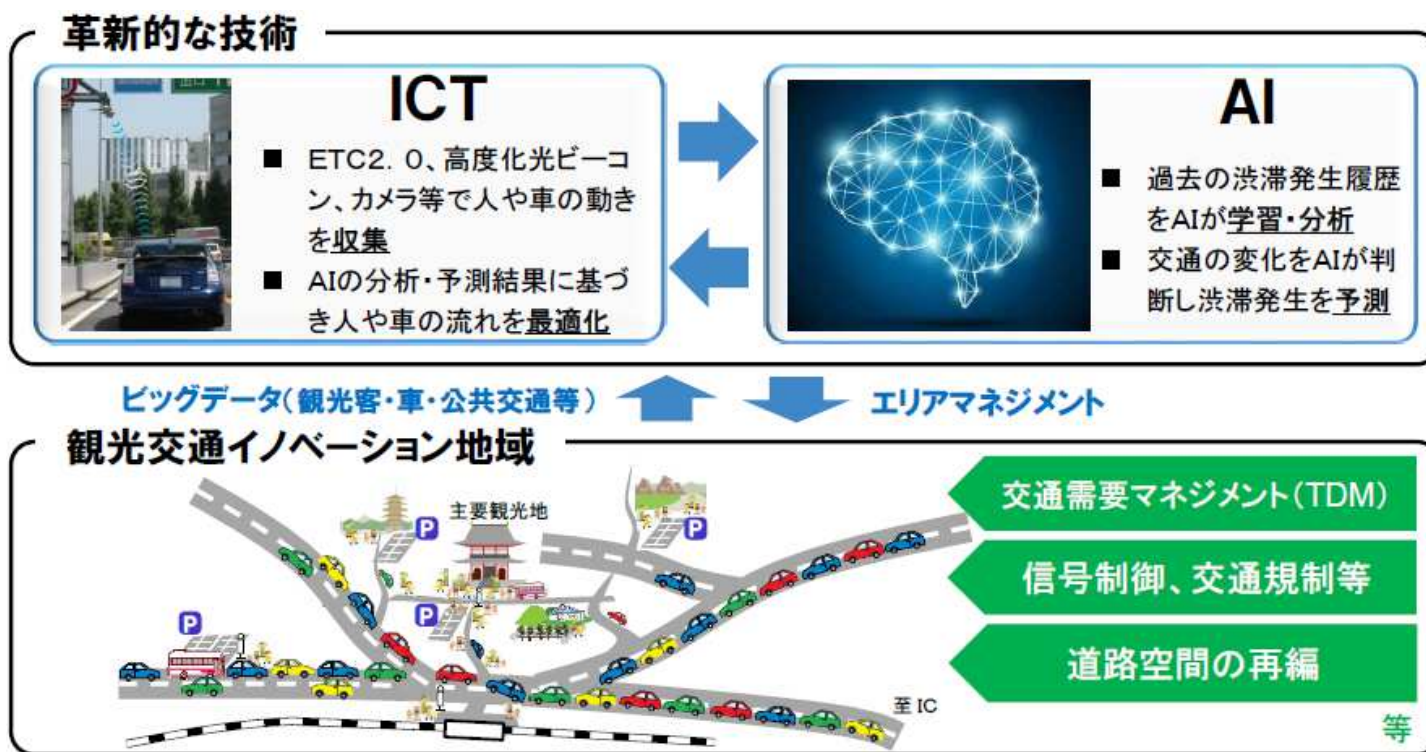 革新的な技術
ICT
■ ETC2．0、高度化光ビーコ
ン、カメラ等で人や車の動き
を収集
■ AIの分析・予測結果に基づ
き人や車の流れを最適化
AI
■ 過去の渋滞発生履歴
をAIが学習・分析
■ 交通の変化をAIが判
断し渋滞発生を予測
ビッグデータ（観光客・車・公共交通等）
エリアマネジメント
観光交通イノベーション地域
主要観光地
P
P
P
P
至 IC
交通需要マネジメント（TDM）
信号制御、交通規制等
道路空間の再編
等